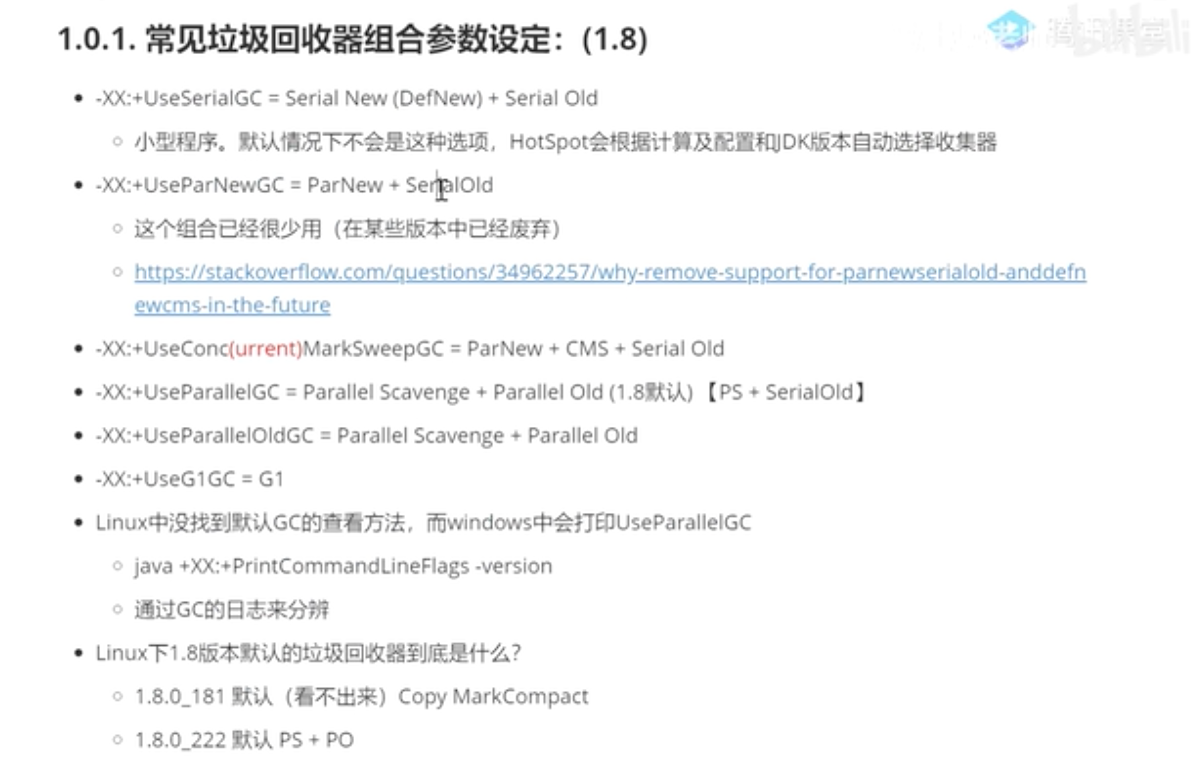 1.0.1. 常见垃圾回收器组合参数设定：(1.8)
-XX:+UseSerialGC = Serial New (DefNew) + Serial Old
小型程序。默认情况下不会是这种选项，HotSpot会根据计算及配置和JDK版本自动选择收集器
-XX:+UseParNewGC = ParNew + SerialOld
这个组合已经很少用（在某些版本中已经废弃）
https://stackoverflow.com/questions/34962257/why-remove-support-for-parnewserialold-anddefn
ewcms-in-the-future
-XX:+UseConc(urrent)MarkSweepGC = ParNew + CMS + Serial Old
-XX:+UseParallelGC = Parallel Scavenge + Parallel Old (1.8默认) 【PS + SerialOld】
-XX:+UseParallelOldGC = Parallel Scavenge + Parallel Old
-XX:+UseG1GC = G1
Linux中没找到默认GC的查看方法，而windows中会打印UseParallelGC
java +XX:+PrintCommandLineFlags -version
通过GC的日志来分辨
Linux下1.8版本默认的垃圾回收器到底是什么？
1.8.0_181 默认（看不出来）Copy MarkCompact
1.8.0_222 默认 PS + PO